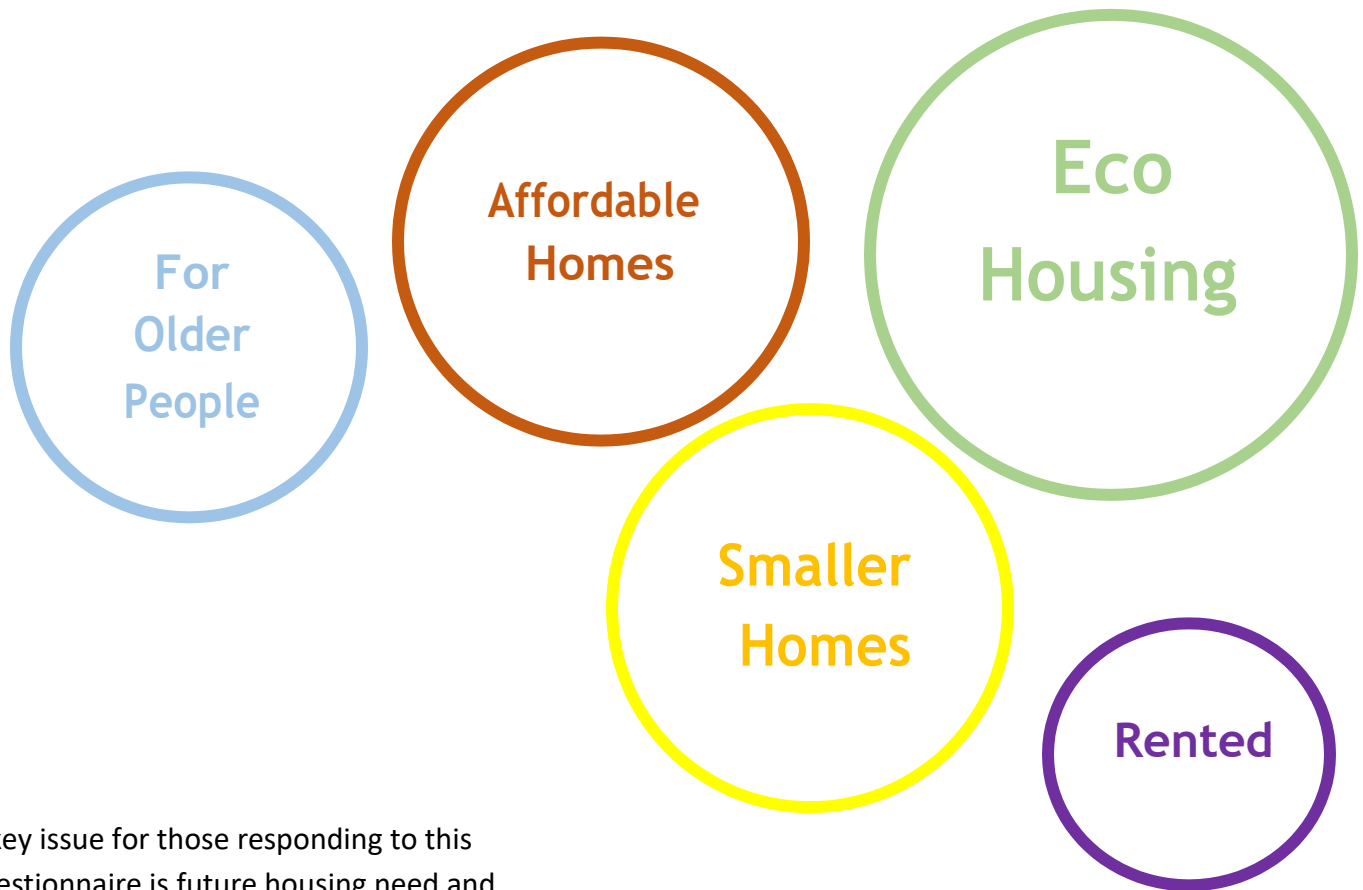 For
Older
People
Affordable
Homes
Eco
Housing
Smaller
Homes
Rented
key issue for those responding to this
estionnaire is future housing need and